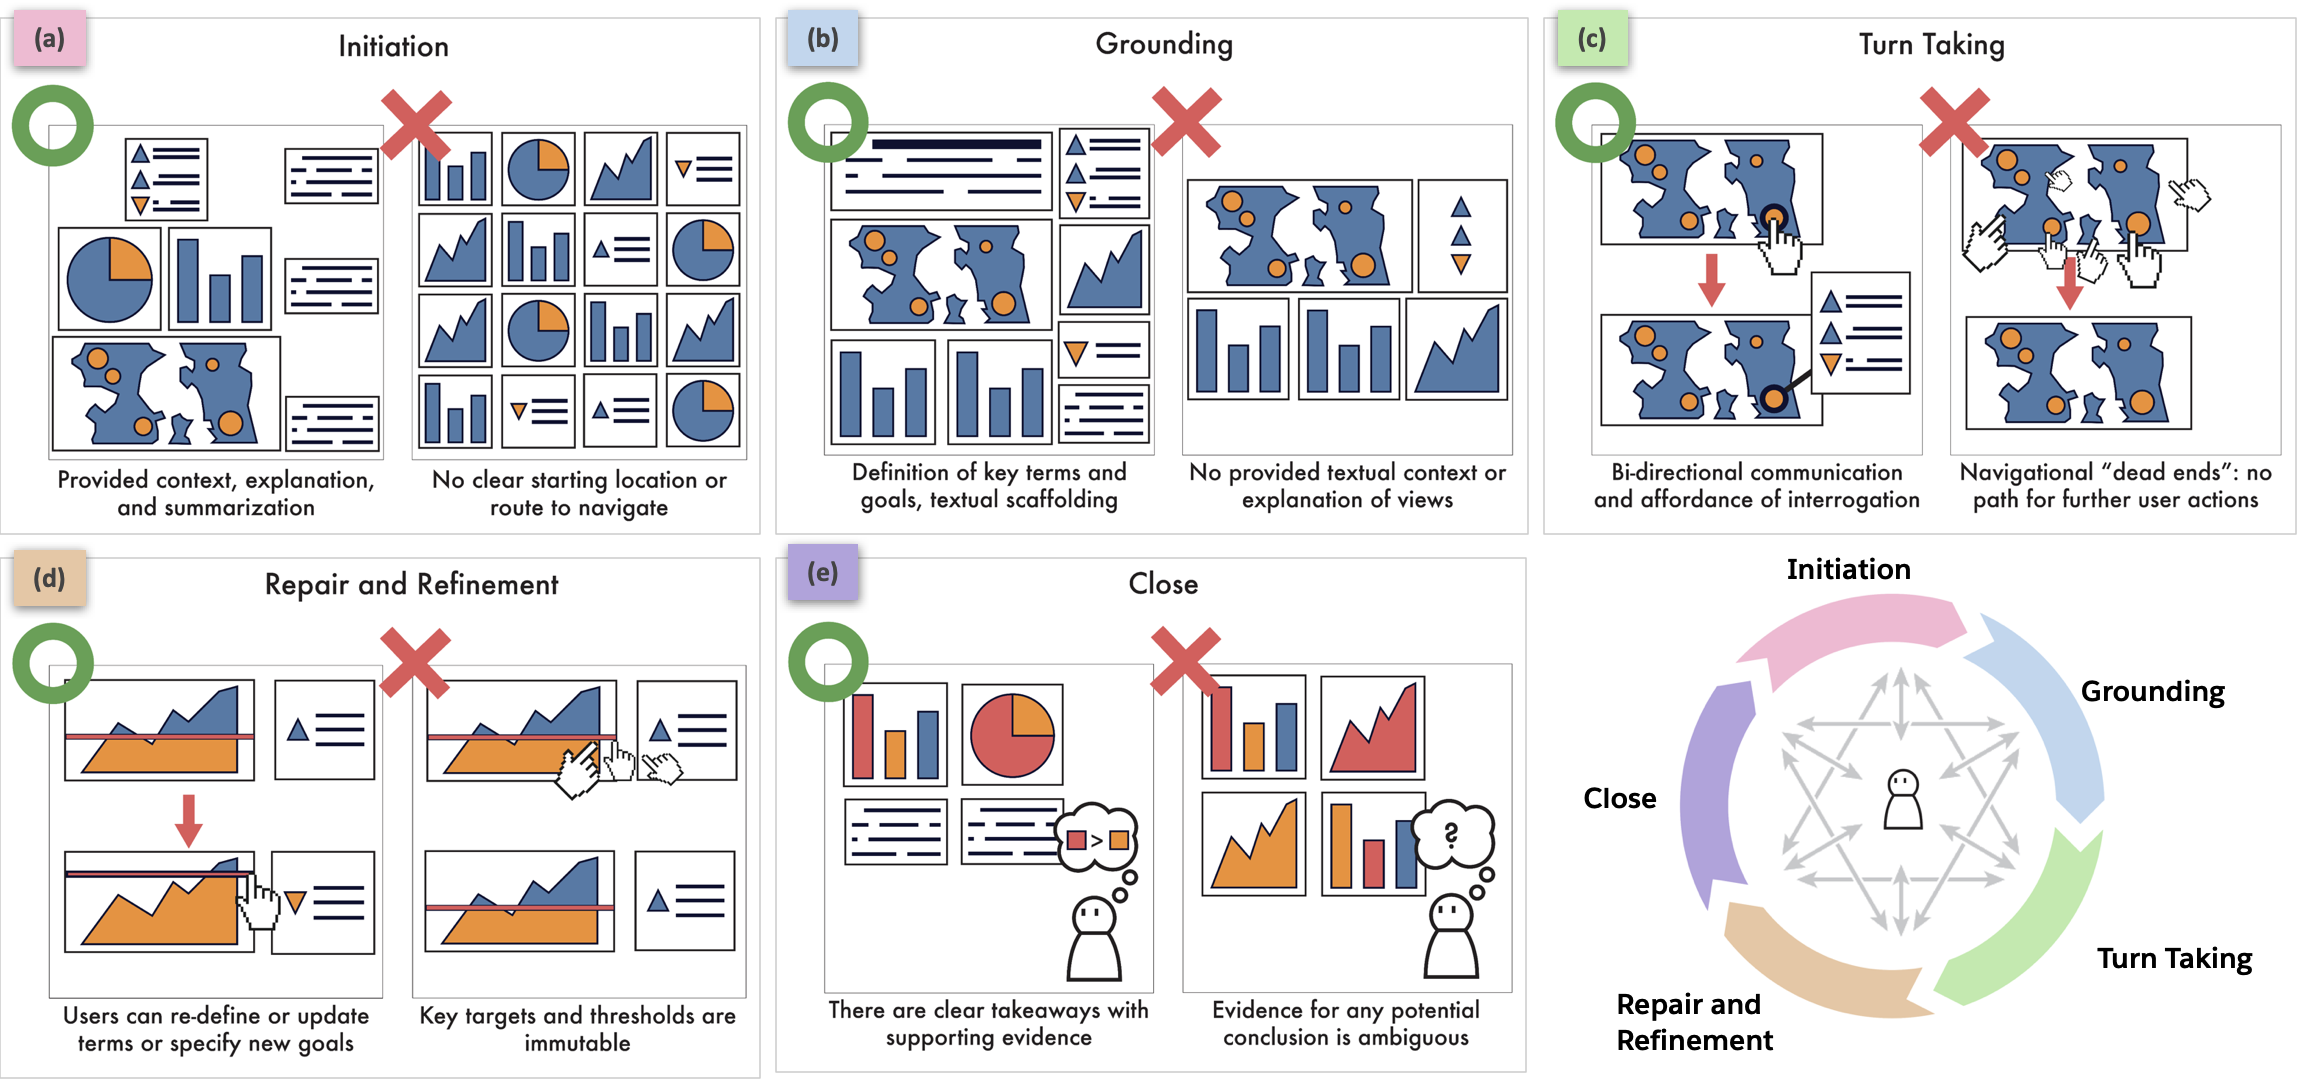 (a)
Initiation
Provided context, explanation,
and summarization
No clear starting location or
route to navigate
(b)
Grounding
Definition of key terms and
goals, textual scaffolding
No provided textual context or
explanation of views
(c)
Turn Taking
Bi-directional communication
and affordance of interrogation
Navigational “dead ends”: no
path for further user actions
(d)
Repair and Refinement
Users can re-define or update
terms or specify new goals
Key targets and thresholds are
immutable
(e)
Close
>
?
There are clear takeaways with
supporting evidence
Evidence for any potential
conclusion is ambiguous
Initiation
Grounding
Turn Taking
Repair and
Refinement
Close